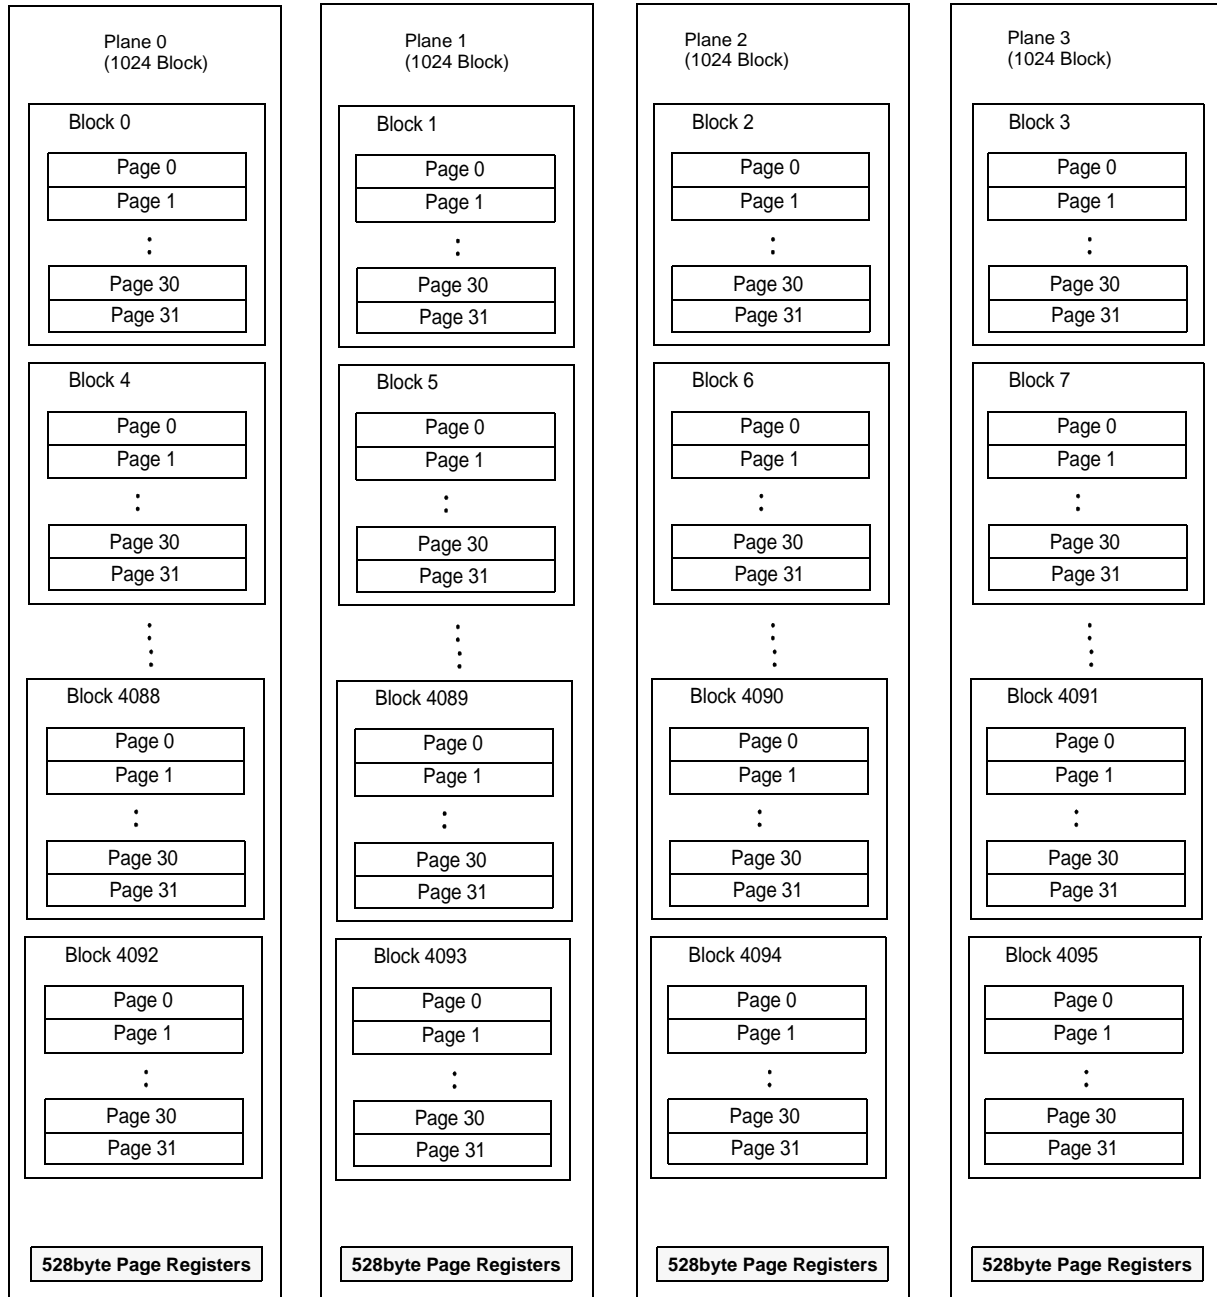 Plane 0
(1024 Block)
Block 0
Page 0
Page 1
Page 30
Page 31
Block 4
Page 0
Page 1
Page 30
Page 31
Block 4088
Page 0
Page 1
Page 30
Page 31
Block 4092
Page 0
Page 1
Page 30
Page 31
528byte Page Registers
Plane 1
(1024 Block)
Block 1
Page 0
Page 1
Page 30
Page 31
Block 5
Page 0
Page 1
Page 30
Page 31
Block 4089
Page 0
Page 1
Page 30
Page 31
Block 4093
Page 0
Page 1
Page 30
Page 31
528byte Page Registers
Plane 2
(1024 Block)
Block 2
Page 0
Page 1
Page 30
Page 31
Block 6
Page 0
Page 1
Page 30
Page 31
Block 4090
Page 0
Page 1
Page 30
Page 31
Block 4094
Page 0
Page 1
Page 30
Page 31
528byte Page Registers
Plane 3
(1024 Block)
Block 3
Page 0
Page 1
Page 30
Page 31
Block 7
Page 0
Page 1
Page 30
Page 31
Block 4091
Page 0
Page 1
Page 30
Page 31
Block 4095
Page 0
Page 1
Page 30
Page 31
528byte Page Registers